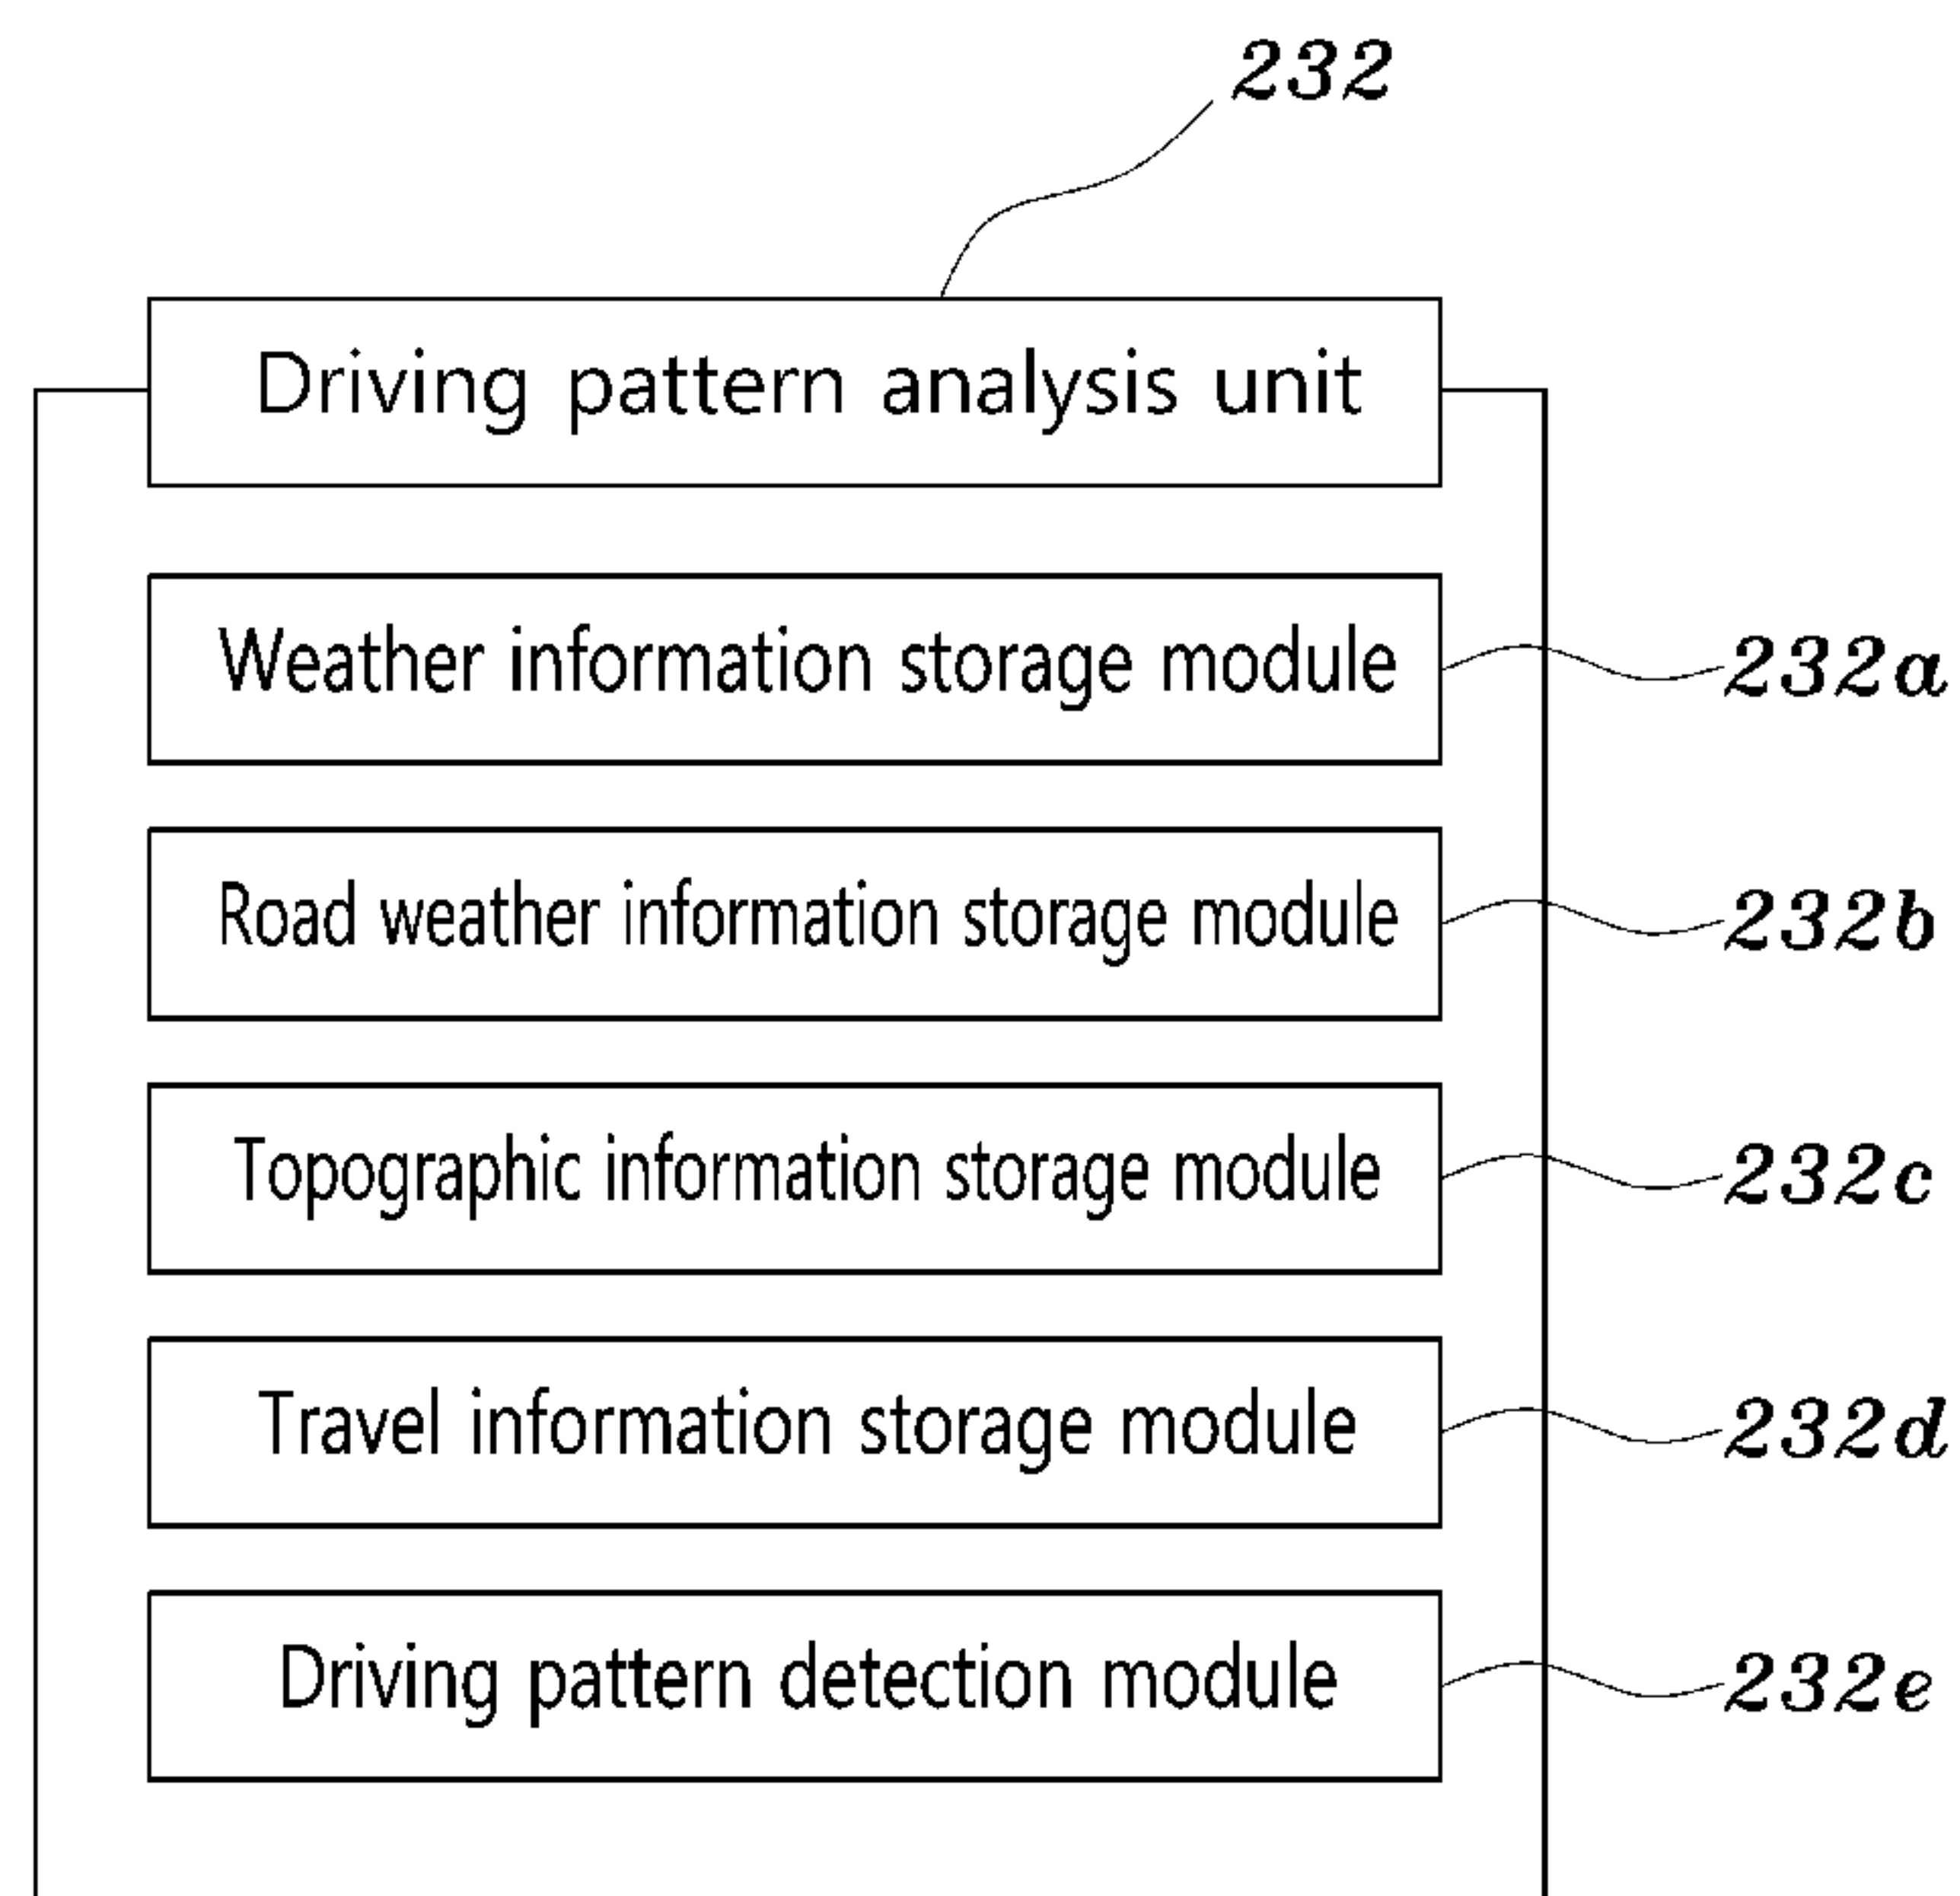 232
Driving pattern analysis unit
Weather information storage module 232a
Road weather information storage module 232b
Topographic information storage module 232c
Travel information storage module 232d
Driving pattern detection module 232e